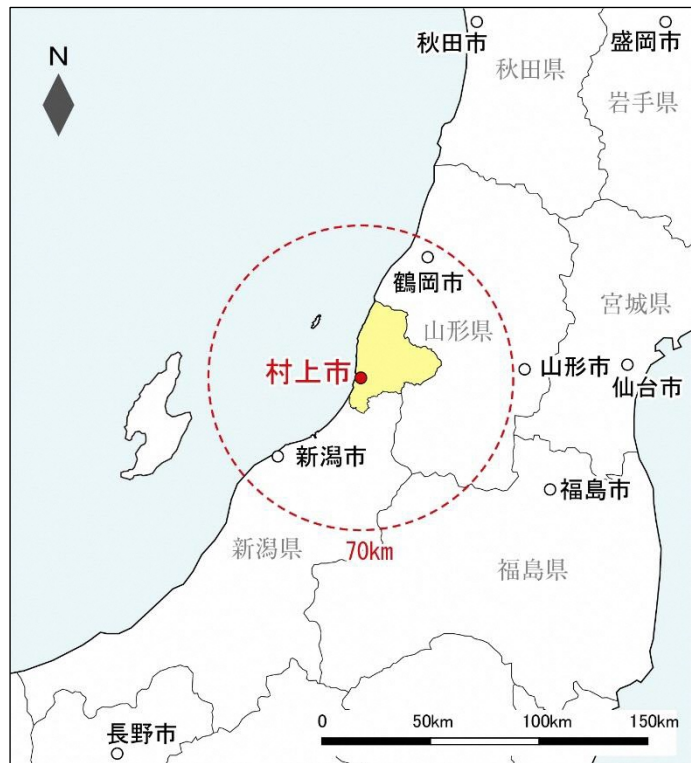 秋田市
盛岡市
N
秋田県
岩手県
鶴岡市
宮城県
山形県
村上市
山形市
仙台市
新潟市
福島市
70km
新潟県
福島県
0 50km 100km 150km
長野市